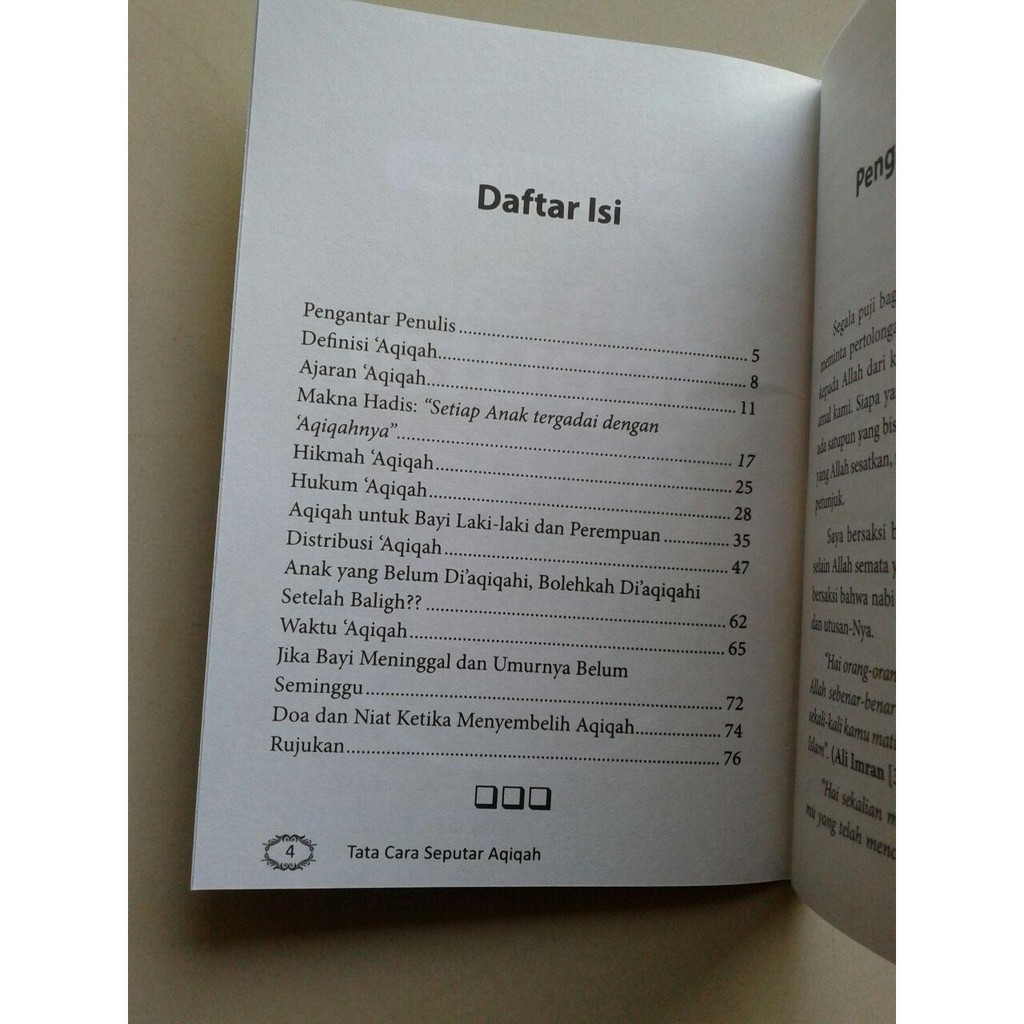 Daftar Isi
Pengantar Penulis.......... 5
Definisi ‘Aqiqah.......... 8
Ajaran ‘Aqiqah.......... 11
Makna Hadis: “Setiap Anak tergadai dengan
‘Aqiqahnya”.......... 17
Hikmah ‘Aqiqah.......... 25
Hukum ‘Aqiqah.......... 28
Aqiqah untuk Bayi Laki-laki dan Perempuan.......... 35
Distribusi ‘Aqiqah.......... 47
Anak yang Belum Di’aqiqahi, Bolehkah Di’aqiqahi
Setelah Baligh??.......... 62
Waktu ‘Aqiqah.......... 65
Jika Bayi Meninggal dan Umurnya Belum
Seminggu.......... 72
Doa dan Niat Ketika Menyembelih Aqiqah.......... 74
Rujukan.......... 76
4 Tata Cara Seputar Aqiqah
Peng
Segala puji bag
meminta pertolonga
kepada Allah dari k
amal kami. Siapa ya
ada satupun yang bis
yang Allah sesatkan,
petunjuk.
Saya bersaksi b
selain Allah semata y
bersaksi bahwa nabi
dan utusan-Nya.
“Hai orang-oran
Allah sebenar-benar
sekali-kali kamu mati
Islam”. (Ali Imran [3
“Hai sekalian m
mu yang telah menc